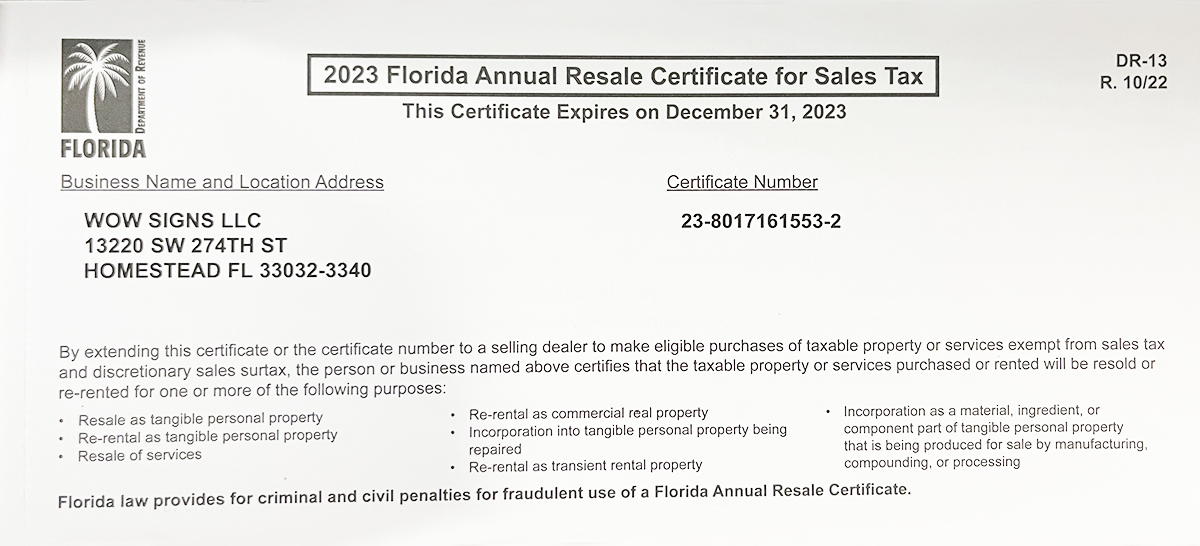 DEPARTMENT OF REVENUE
FLORIDA
2023 Florida Annual Resale Certificate for Sales Tax
This Certificate Expires on December 31, 2023
DR-13
R. 10/22
Business Name and Location Address
WOW SIGNS LLC
13220 SW 274TH ST
HOMESTEAD FL 33032-3340
Certificate Number
23-8017161553-2
By extending this certificate or the certificate number to a selling dealer to make eligible purchases of taxable property or services exempt from sales tax
and discretionary sales surtax, the person or business named above certifies that the taxable property or services purchased or rented will be resold or
re-rented for one or more of the following purposes:
• Resale as tangible personal property
• Re-rental as tangible personal property
• Resale of services
• Re-rental as commercial real property
• Incorporation into tangible personal property being
repaired
• Re-rental as transient rental property
• Incorporation as a material, ingredient, or
component part of tangible personal property
that is being produced for sale by manufacturing,
compounding, or processing
Florida law provides for criminal and civil penalties for fraudulent use of a Florida Annual Resale Certificate.